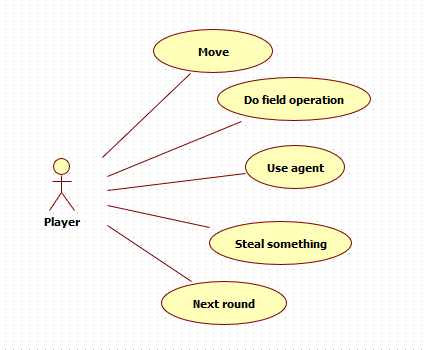 Move
Do field operation
Use agent
Player
Steal something
Next round